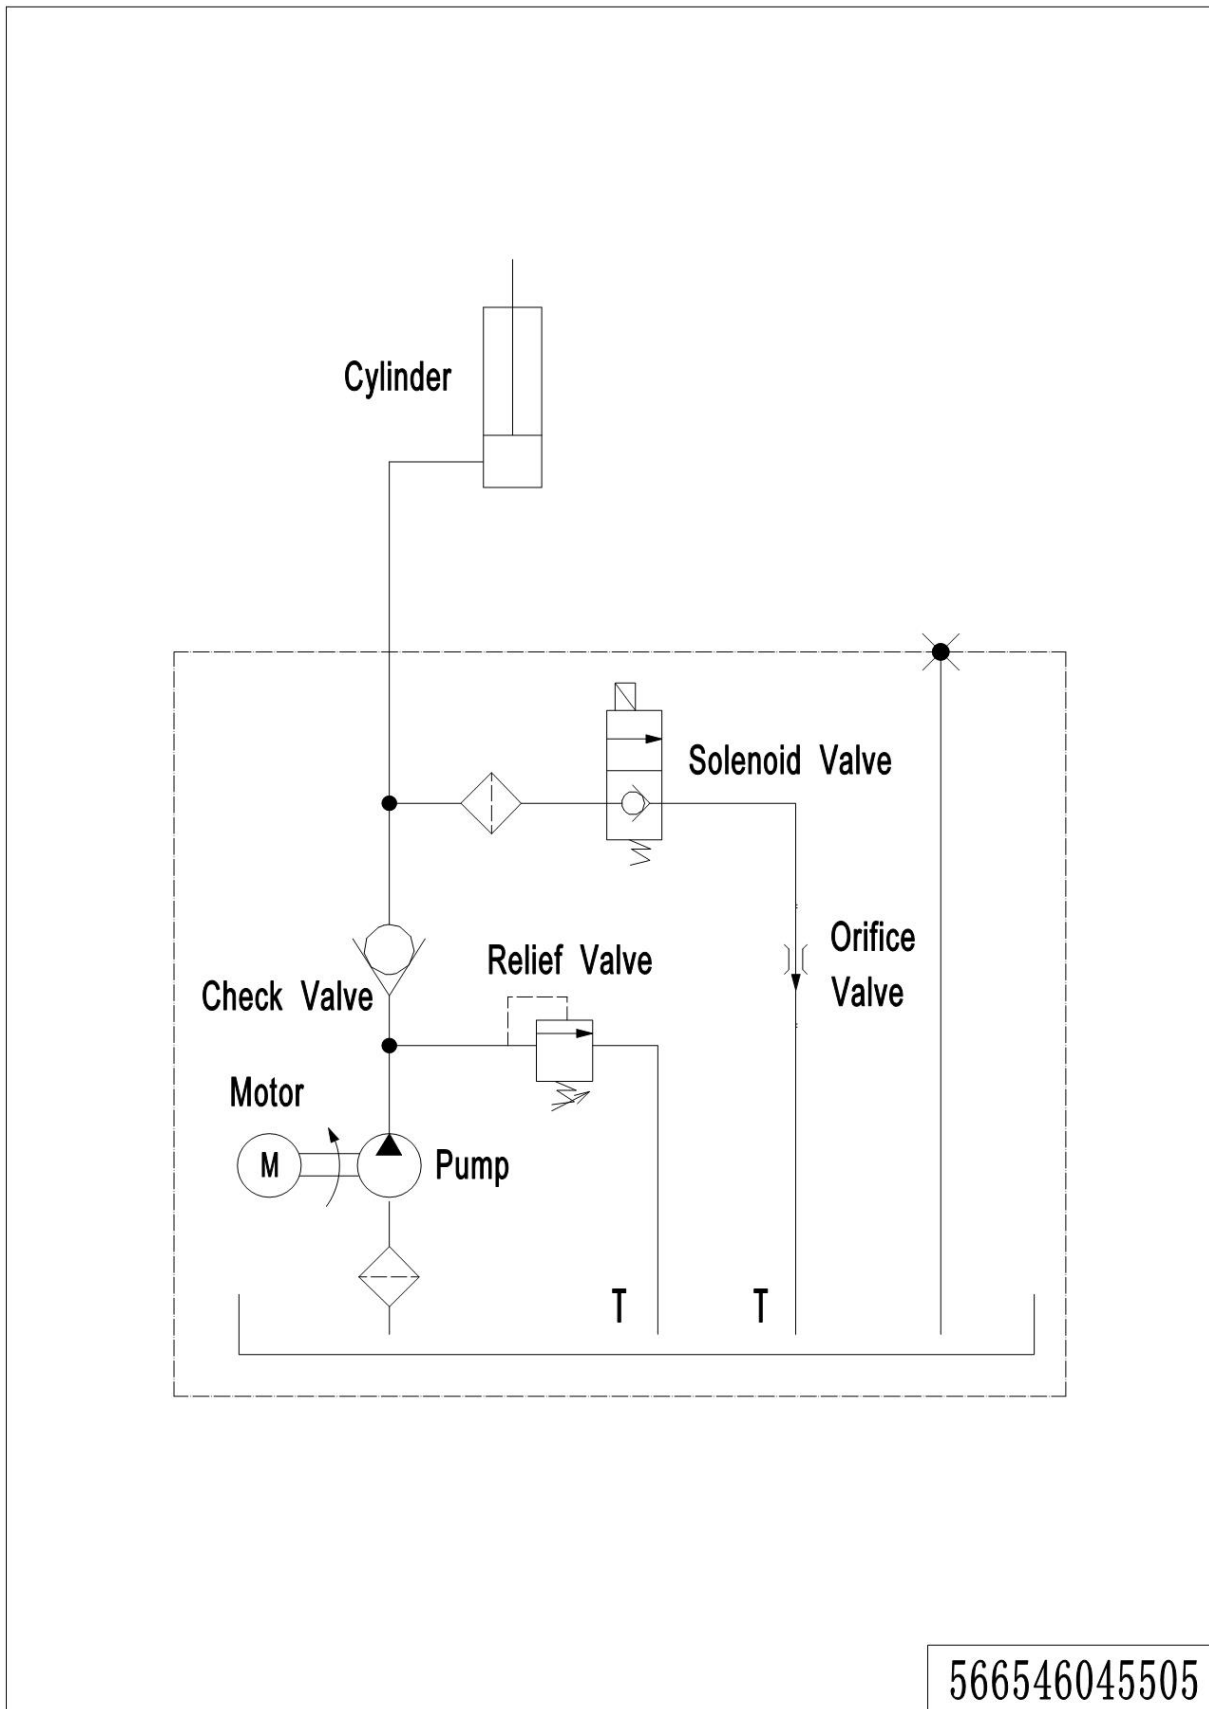 Cylinder
Solenoid Valve
Orifice
Valve
Relief Valve
Check Valve
Motor
M
Pump
T
T
566546045505